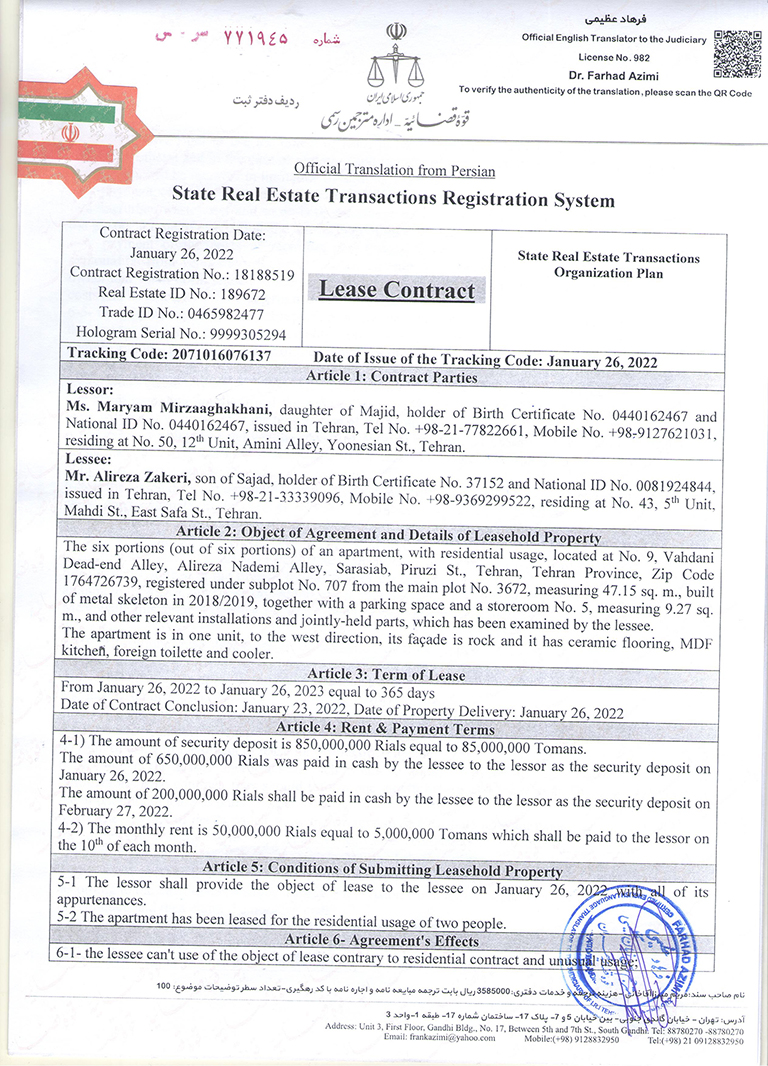 شماره ۷۷۱۹۴۵ س-ص
فرهاد عظیمی
Official English Translator to the Judiciary
License No. 982
Dr. Farhad Azimi
To verify the authenticity of the translation, please scan the QR Code
جمهوری اسلامی ایران
قوه قضائیه - اداره مترجمین رسمی
ردیف دفتر ثبت
Official Translation from Persian
State Real Estate Transactions Registration System
Contract Registration Date:
January 26, 2022
Contract Registration No.: 18188519
Real Estate ID No.: 189672
Trade ID No.: 0465982477
Hologram Serial No.: 9999305294
Lease Contract
State Real Estate Transactions
Organization Plan
Tracking Code: 2071016076137 Date of Issue of the Tracking Code: January 26, 2022
Article 1: Contract Parties
Lessor:
Ms. Maryam Mirzaaghakhani, daughter of Majid, holder of Birth Certificate No. 0440162467 and
National ID No. 0440162467, issued in Tehran, Tel No. +98-21-77822661, Mobile No. +98-9127621031,
residing at No. 50, 12th Unit, Amini Alley, Yoonesian St., Tehran.
Lessee:
Mr. Alireza Zakeri, son of Sajad, holder of Birth Certificate No. 37152 and National ID No. 0081924844,
issued in Tehran, Tel No. +98-21-33339096, Mobile No. +98-9369299522, residing at No. 43, 5th Unit,
Mahdi St., East Safa St., Tehran.
Article 2: Object of Agreement and Details of Leasehold Property
The six portions (out of six portions) of an apartment, with residential usage, located at No. 9, Vahdani
Dead-end Alley, Alireza Nademi Alley, Sarasiab, Piruzi St., Tehran, Tehran Province, Zip Code
1764726739, registered under subplot No. 707 from the main plot No. 3672, measuring 47.15 sq. m., built
of metal skeleton in 2018/2019, together with a parking space and a storeroom No. 5, measuring 9.27 sq.
m., and other relevant installations and jointly-held parts, which has been examined by the lessee.
The apartment is in one unit, to the west direction, its façade is rock and it has ceramic flooring, MDF
kitchen, foreign toilette and cooler.
Article 3: Term of Lease
From January 26, 2022 to January 26, 2023 equal to 365 days
Date of Contract Conclusion: January 23, 2022, Date of Property Delivery: January 26, 2022
Article 4: Rent & Payment Terms
4-1) The amount of security deposit is 850,000,000 Rials equal to 85,000,000 Tomans.
The amount of 650,000,000 Rials was paid in cash by the lessee to the lessor as the security deposit on
January 26, 2022.
The amount of 200,000,000 Rials shall be paid in cash by the lessee to the lessor as the security deposit on
February 27, 2022.
4-2) The monthly rent is 50,000,000 Rials equal to 5,000,000 Tomans which shall be paid to the lessor on
the 10th of each month.
Article 5: Conditions of Submitting Leasehold Property
5-1 The lessor shall provide the object of lease to the lessee on January 26, 2022 with all of its
appurtenances.
5-2 The apartment has been leased for the residential usage of two people.
Article 6- Agreement's Effects
6-1- the lessee can't use of the object of lease contrary to residential contract and unusual usage;
FARHAD AZIMI
نام صاحب سند: مریم میرزاآقاخانی - هزینه ترجمه و خدمات دفتری: 3585000 ریال بابت ترجمه مبایعه نامه و اجاره نامه با کد رهگیری - تعداد سطر توضیحات موضوع: 100
آدرس: تهران - خیابان گاندی جنوبی - بین خیابان 5 و 7 - پلاک 17 - ساختمان شماره 17 - طبقه 1 - واحد 3
Address: Unit 3, First Floor, Gandhi Bldg., No. 17, Between 5th and 7th St., South Gandhi. Tel: 88780270 -88780270
Email: frankazimi@yahoo.com Mobile:(+98) 9128832950 Tel:(+98) 21 09128832950